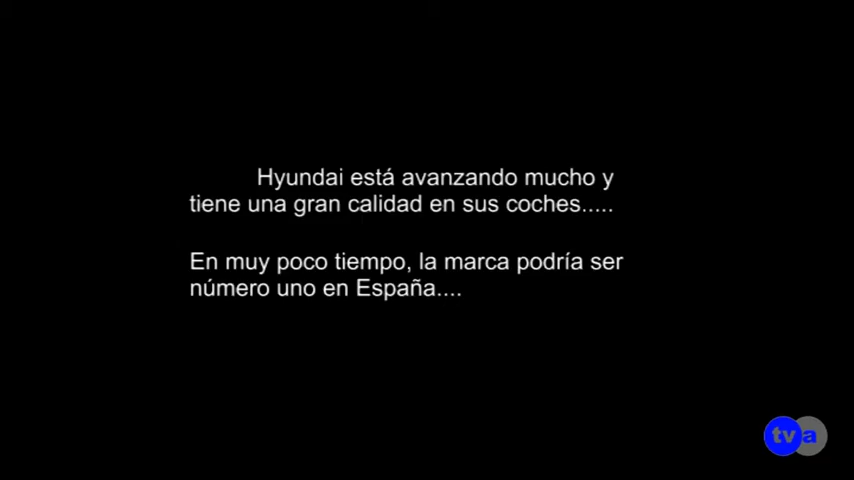 Hyundai está avanzando mucho y
tiene una gran calidad en sus coches.....
En muy poco tiempo, la marca podría ser
número uno en España....
tva